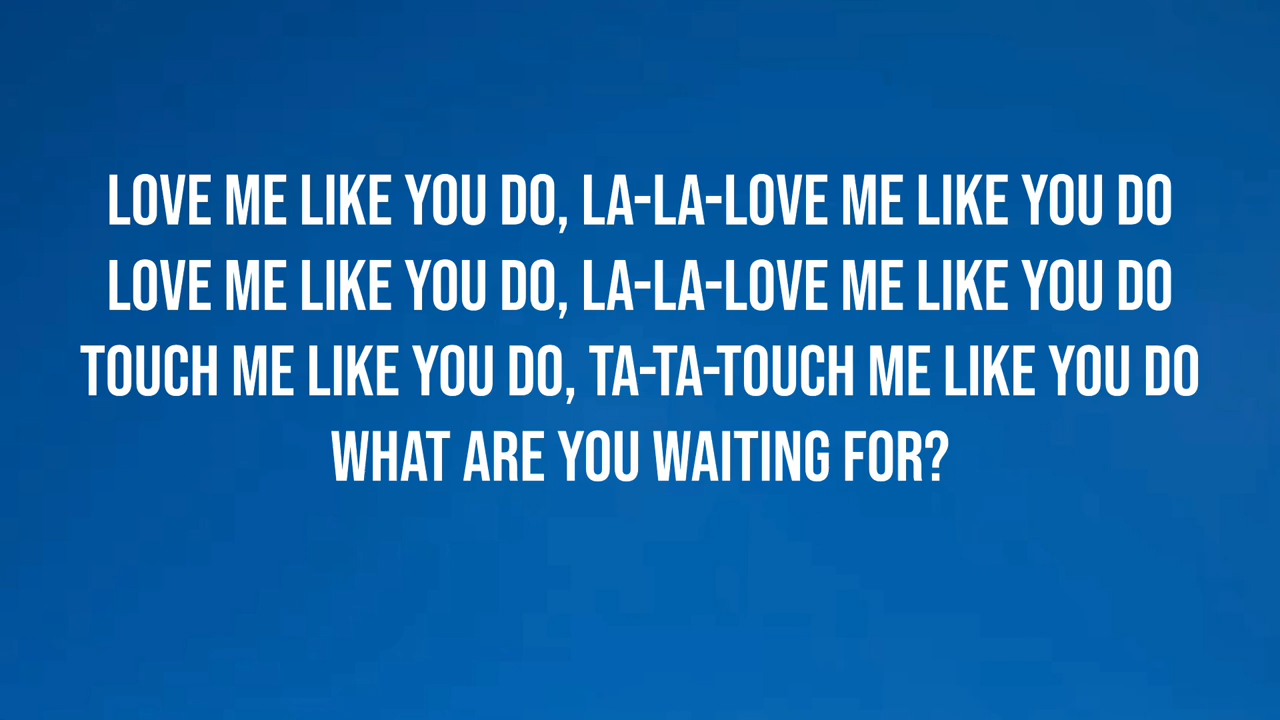 LOVE ME LIKE YOU DO, LA-LA-LOVE ME LIKE YOU DO
LOVE ME LIKE YOU DO, LA-LA-LOVE ME LIKE YOU DO
TOUCH ME LIKE YOU DO, TA-TA-TOUCH ME LIKE YOU DO
WHAT ARE YOU WAITING FOR?